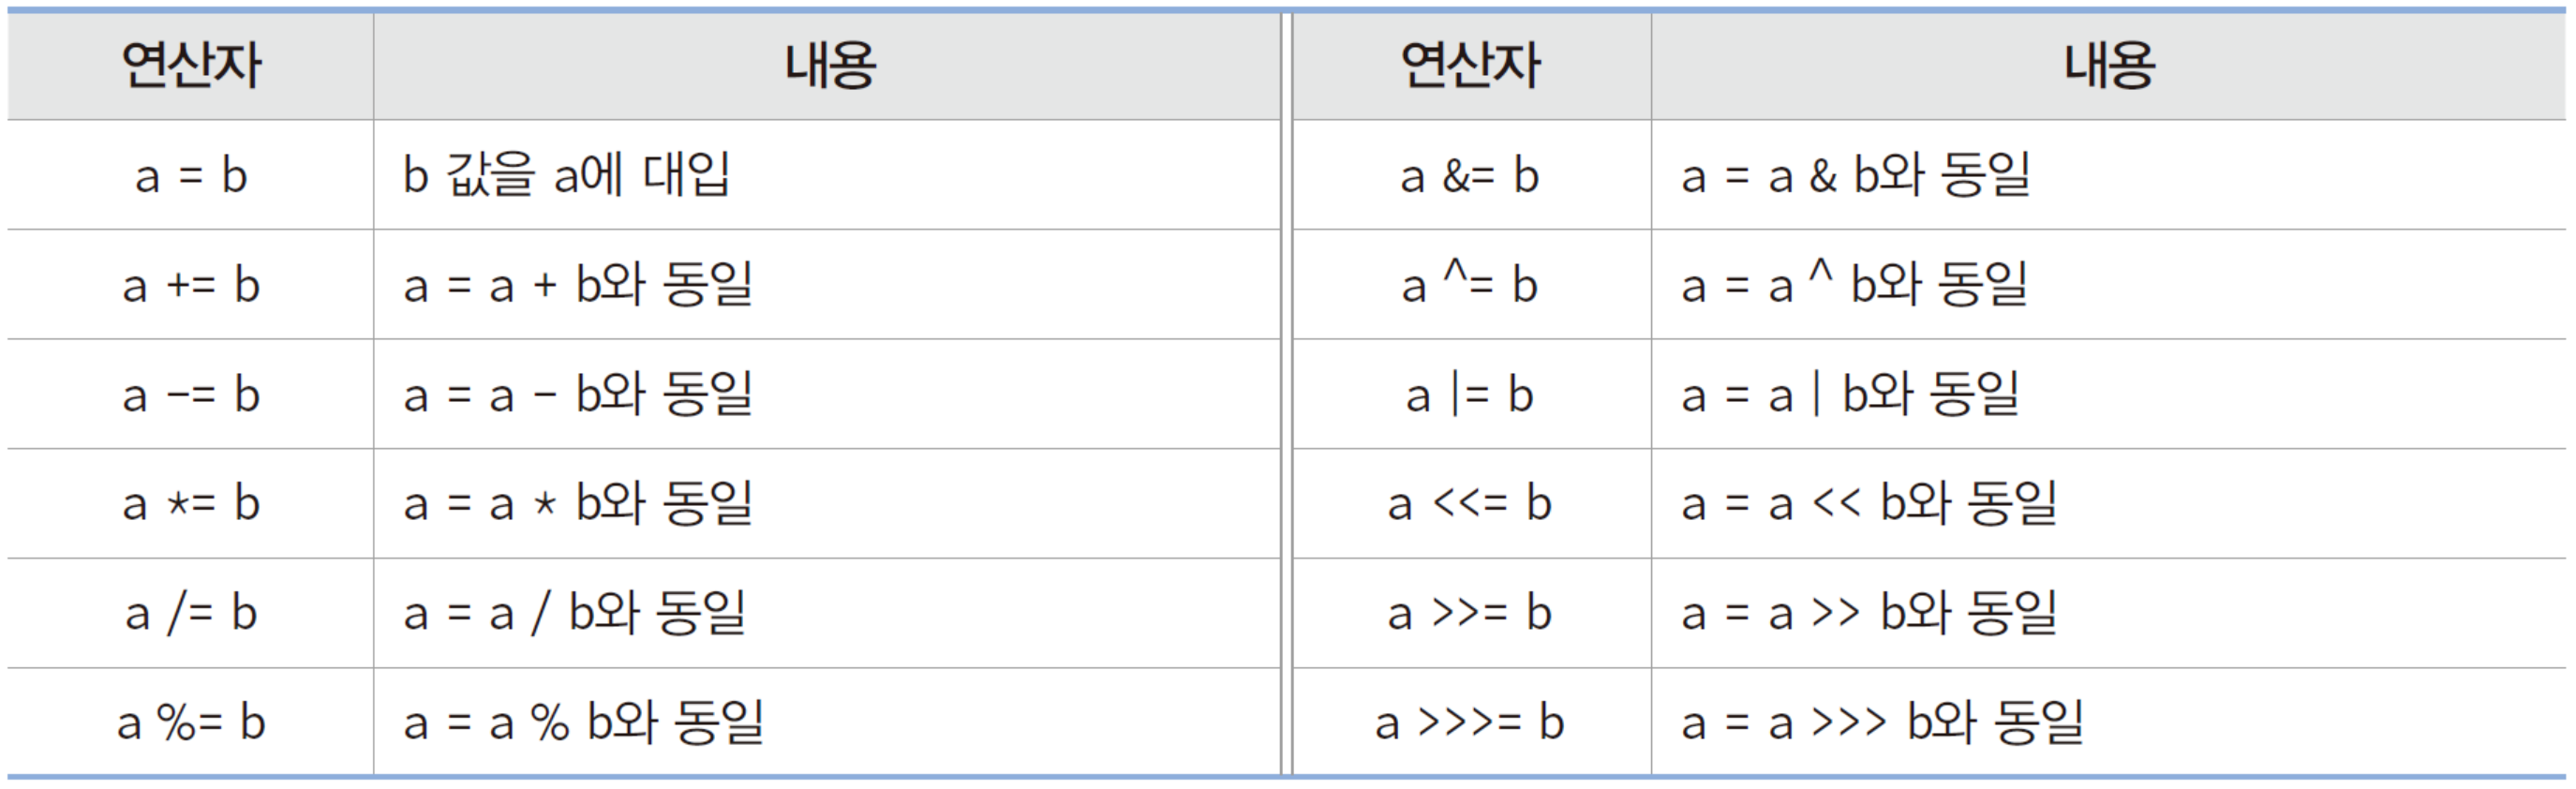 연산자 내용 연산자 내용
a = b b 값을 a에 대입 a &= b a = a & b와 동일
a += b a = a + b와 동일 a ^= b a = a ^ b와 동일
a -= b a = a - b와 동일 a |= b a = a | b와 동일
a *= b a = a * b와 동일 a <<= b a = a << b와 동일
a /= b a = a / b와 동일 a >>= b a = a >> b와 동일
a %= b a = a % b와 동일 a >>>= b a = a >>> b와 동일